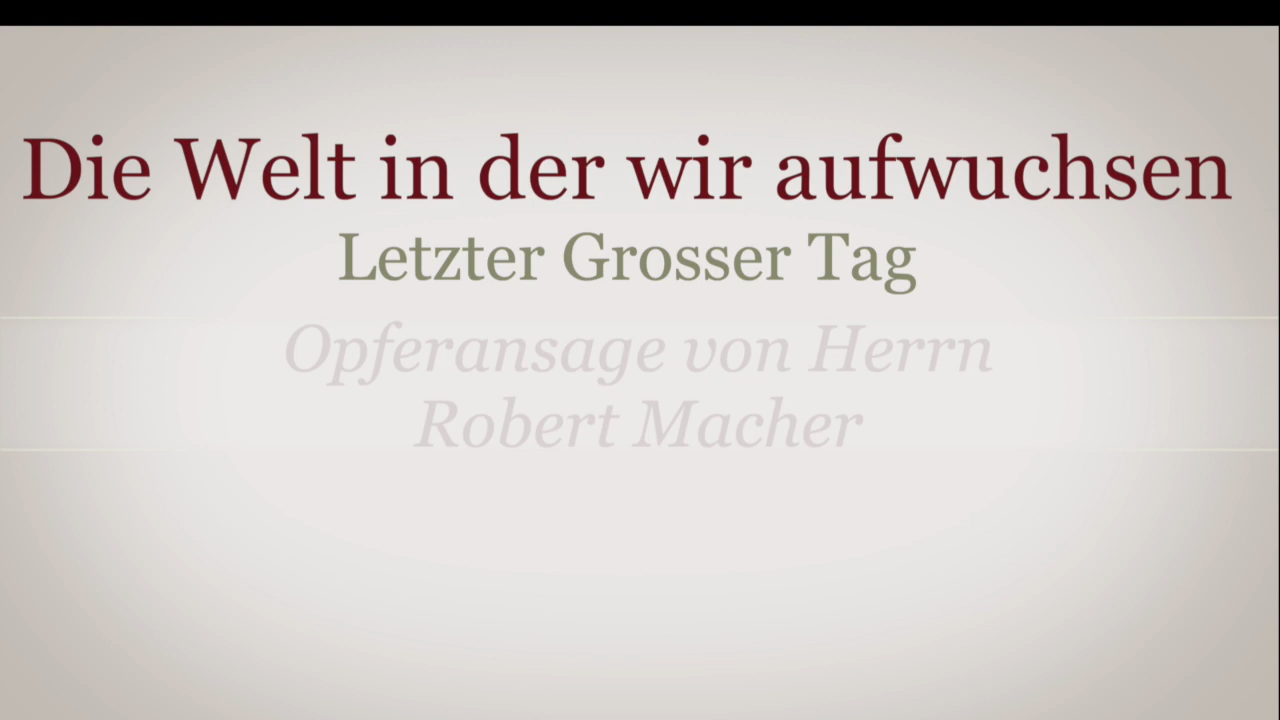 Die Welt in der wir aufwuchsen
Letzter Grosser Tag
Opferansage von Herrn
Robert Macher